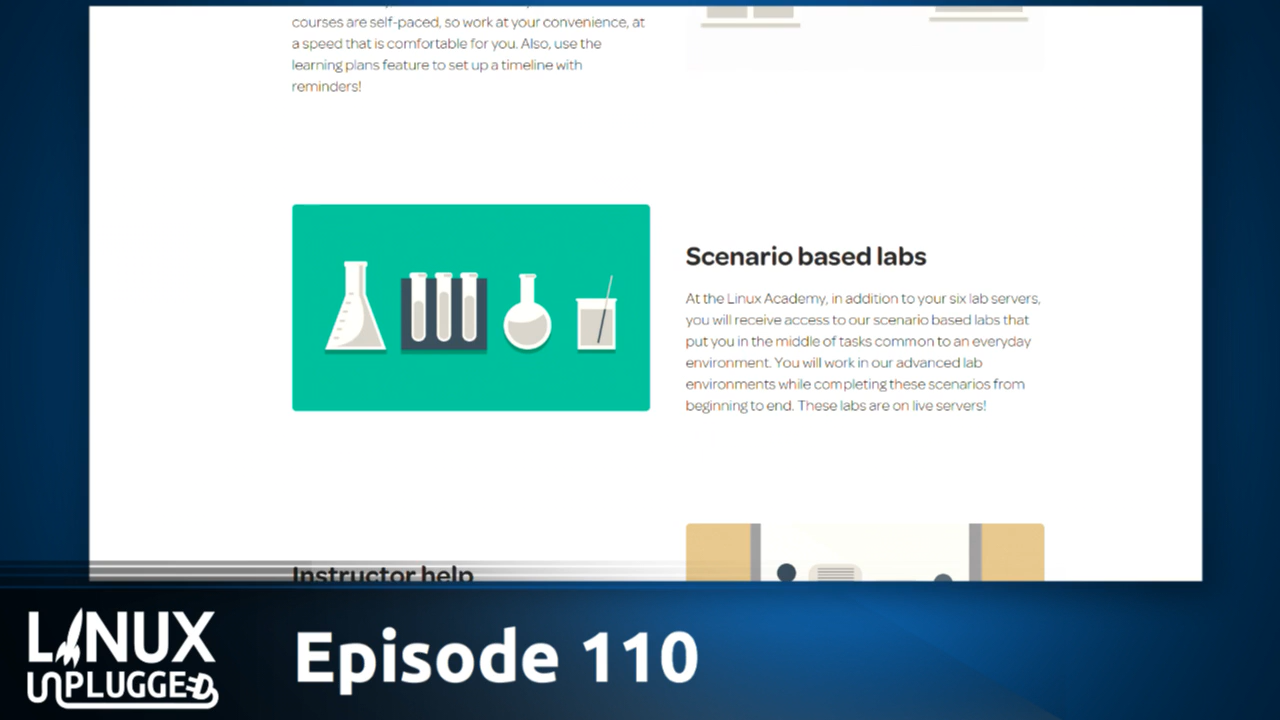 courses are self-paced, so work at your convenience, at
a speed that is comfortable for you. Also, use the
learning plans feature to set up a timeline with
reminders!
Scenario based labs
At the Linux Academy, in addition to your six lab servers,
you will receive access to our scenario based labs that
put you in the middle of tasks common to an everyday
environment. You will work in our advanced lab
environments while completing these scenarios from
beginning to end. These labs are on live servers!
Instructor help
LINUX
UNPLUGGED
Episode 110